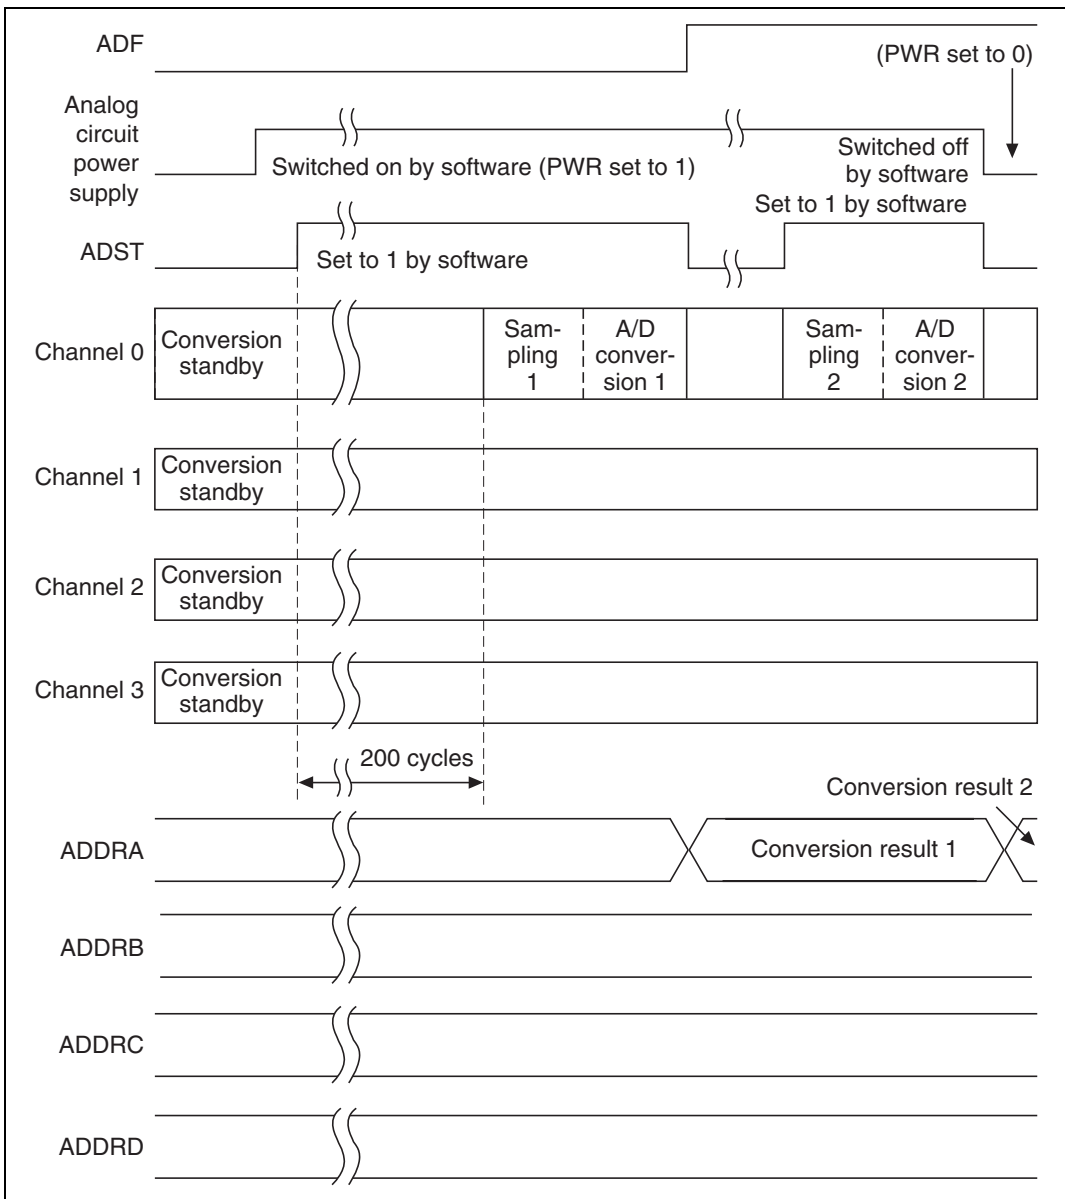 ADF
(PWR set to 0)
Analog
circuit
power
supply
Switched on by software (PWR set to 1)
Switched off
by software
Set to 1 by software
ADST
Set to 1 by software
Channel 0
Conversion
standby
Sam-
pling
1
A/D
conver-
sion 1
Sam-
pling
2
A/D
conver-
sion 2
Channel 1
Conversion
standby
Channel 2
Conversion
standby
Channel 3
Conversion
standby
200 cycles
Conversion result 2
ADDRA
Conversion result 1
ADDRB
ADDRC
ADDRD